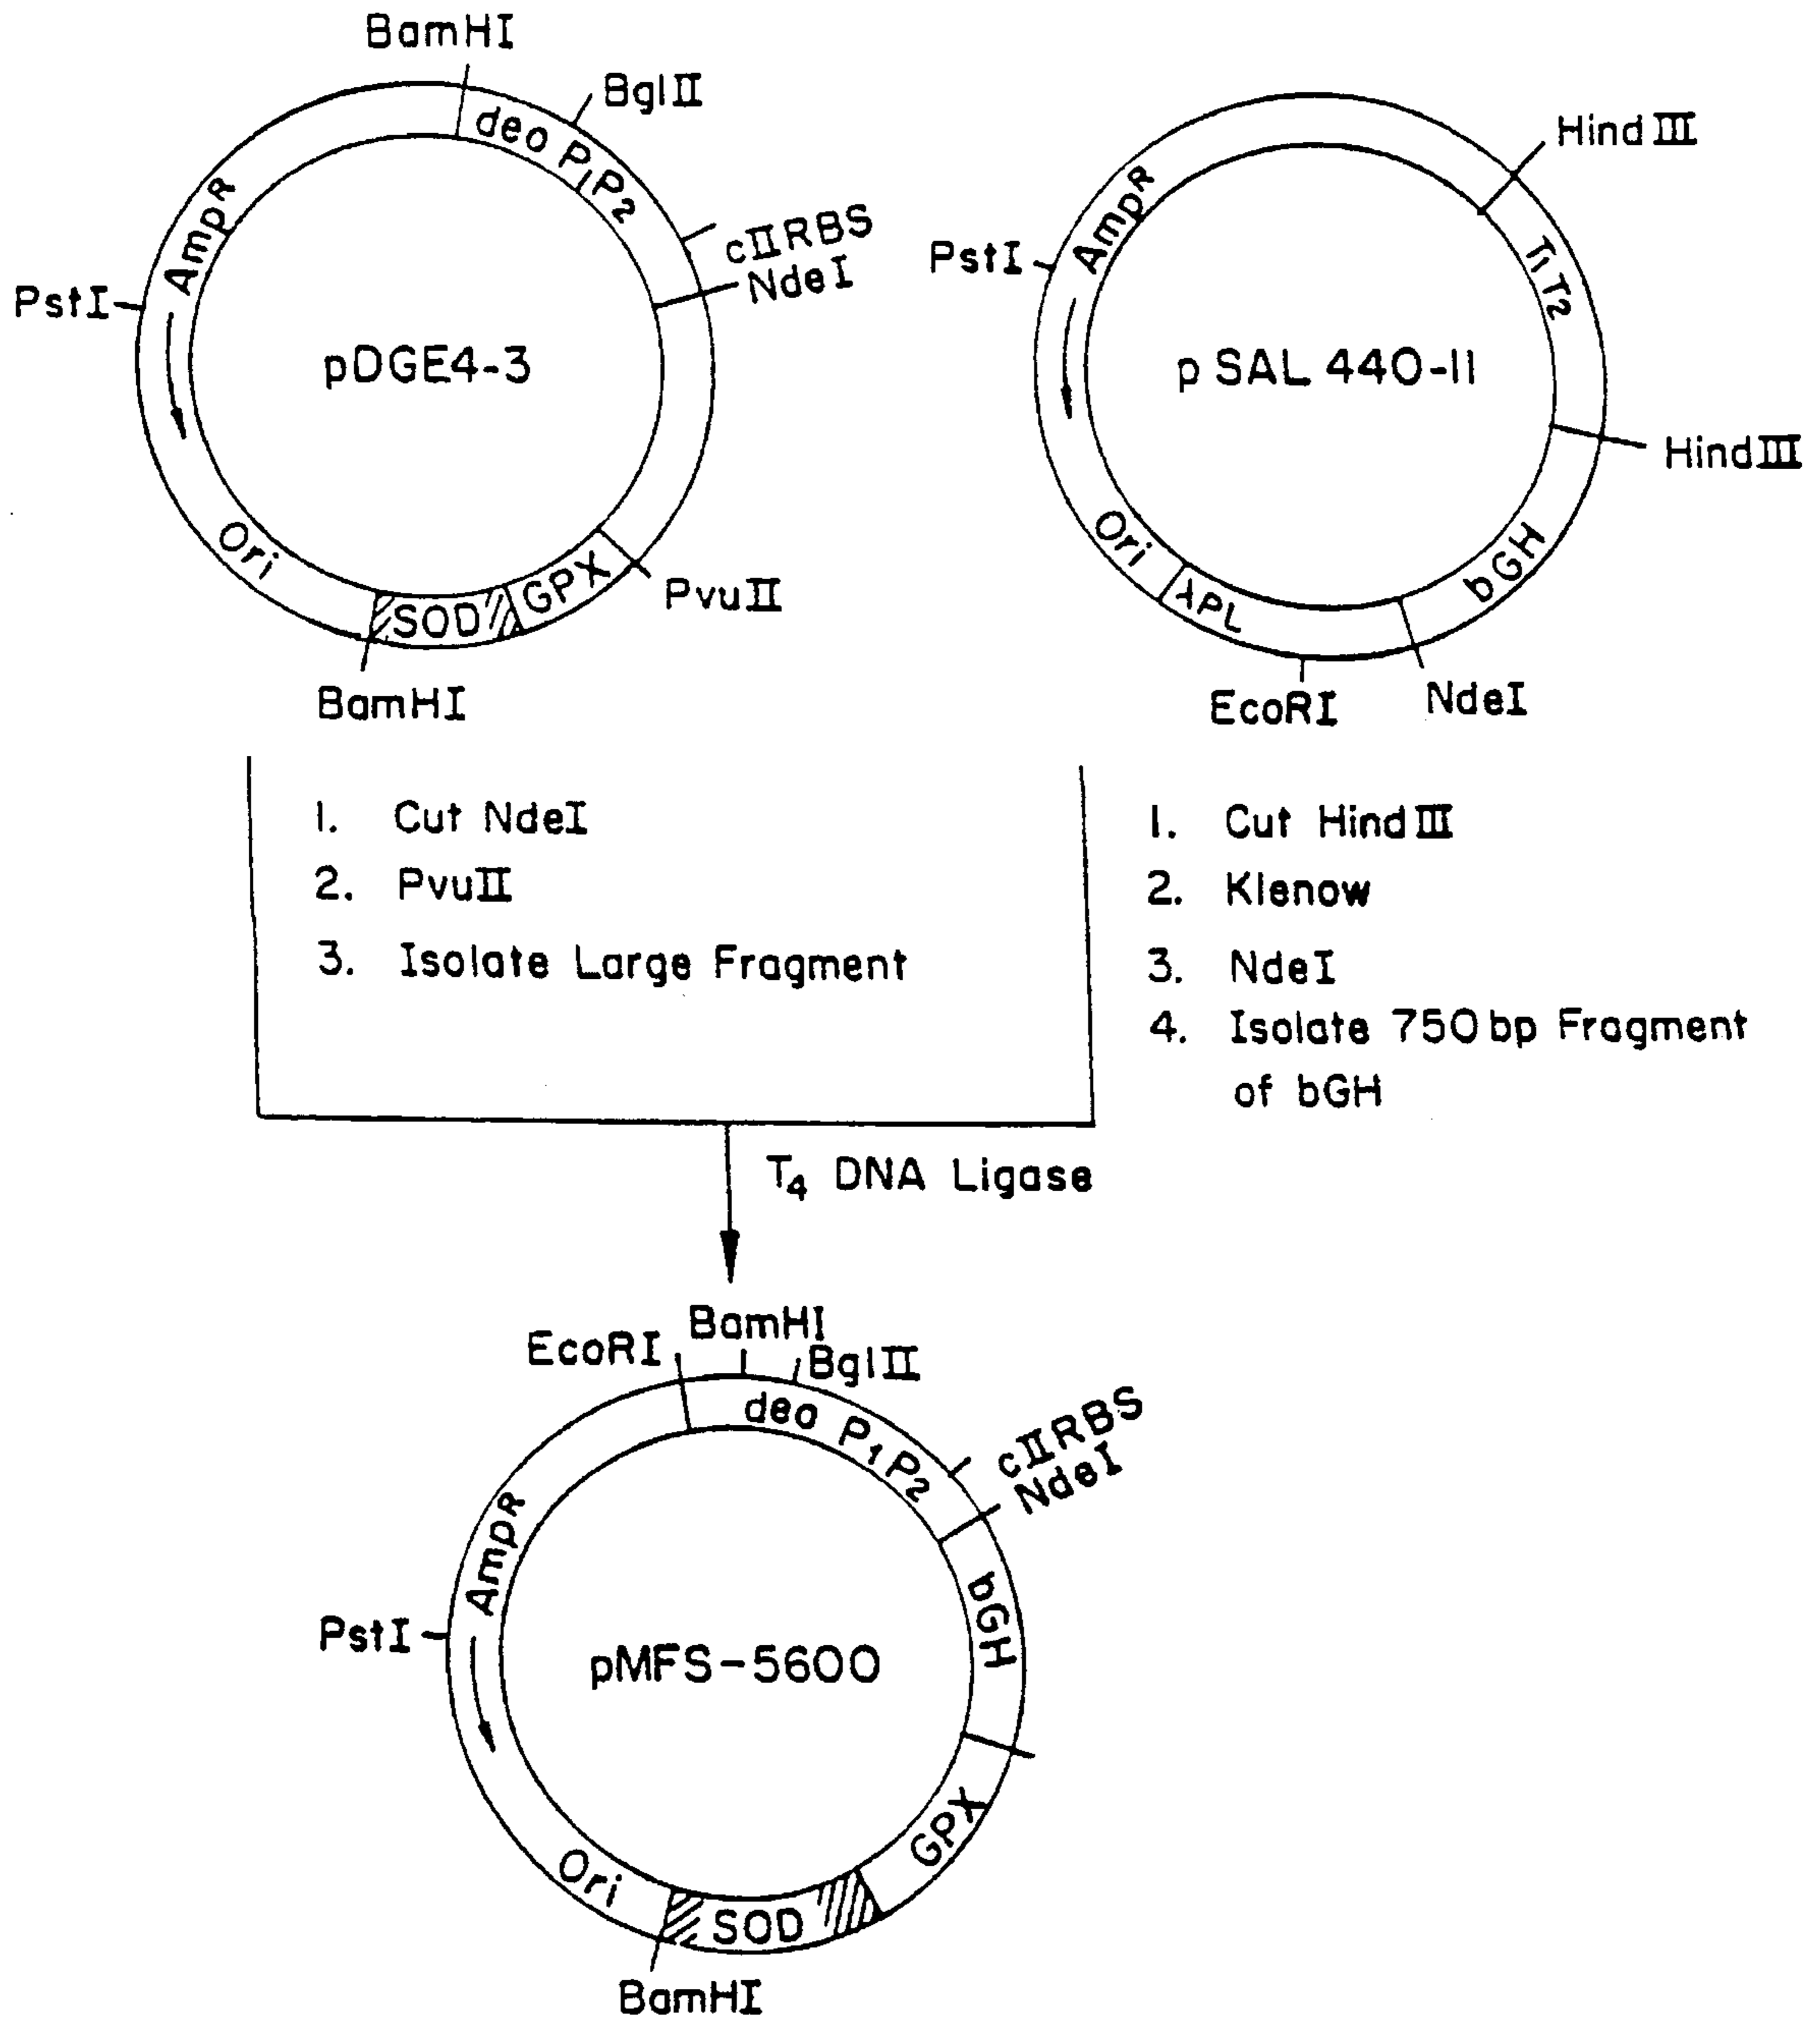 BamHI
BglII
deo P1P2
AmpR
cIIRBS
NdeI
PstI
pDGE4-3
Ori
SOD
GPX
PvuII
BamHI
HindIII
AmpR
PstI
T1T2
pSAL 440-11
HindIII
Ori
λPL
bGH
EcoRI
NdeI
1. Cut NdeI
2. PvuII
3. Isolate Large Fragment
1. Cut HindIII
2. Klenow
3. NdeI
4. Isolate 750bp Fragment
of bGH
T4 DNA Ligase
EcoRI
BamHI
BglII
deo P1P2
cIIRBS
NdeI
AmpR
bGH
PstI
pMFS-5600
GPX
Ori
SOD
BamHI